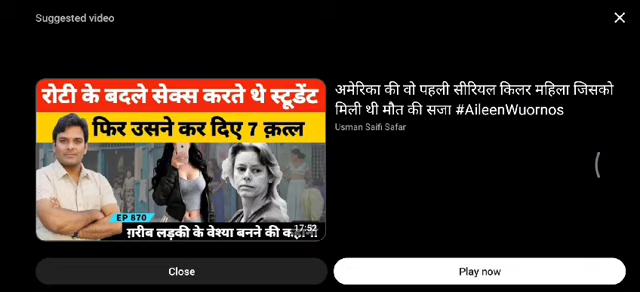 Suggested video
रोटी के बदले सेक्स करते थे स्टूडेंट
फिर उसने कर दिए 7 क़त्ल
EP 870
ग़रीब लड़की के वेश्या बनने की
17:52
अमेरिका की वो पहली सीरियल किलर महिला जिसको
मिली थी मौत की सजा #AileenWuornos
Usman Saifi Safar
Close
Play now